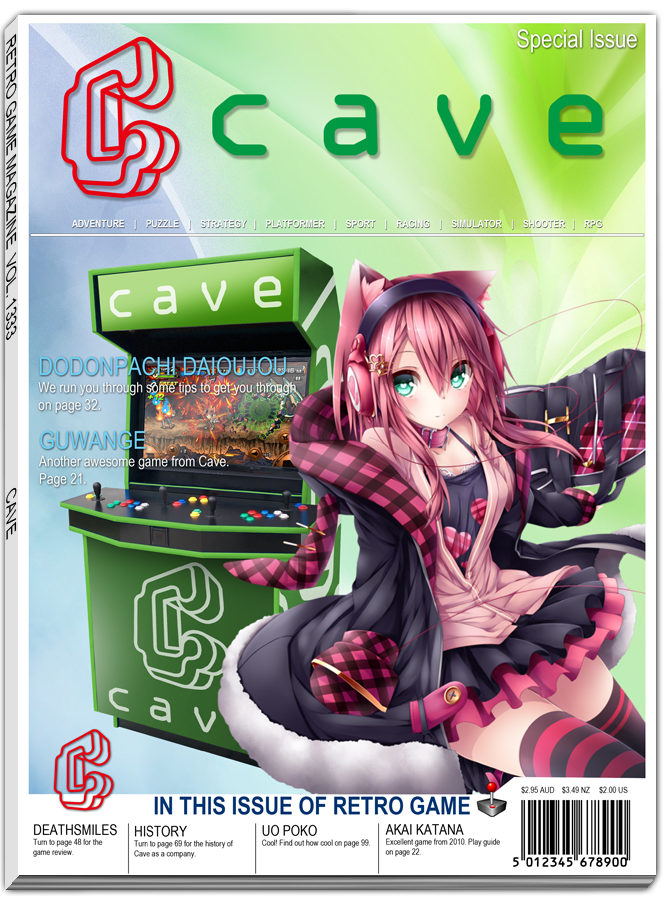 Special Issue
cave
ADVENTURE | PUZZLE | STRATEGY | PLATFORMER | SPORT | RACING | SIMULATOR | SHOOTER | RPG
RETRO GAME MAGAZINE VOL. 1333
CAVE
cave
DODONPACHI DAIOUJOU
We run you through some tips to get you through
on page 32.
GUWANGE
Another awesome game from Cave.
Page 21.
cav
IN THIS ISSUE OF RETRO GAME
DEATHSMILES
Turn to page 48 for the
game review.
HISTORY
Turn to page 69 for the history of
Cave as a company.
UO POKO
Cool! Find out how cool on page 99.
AKAI KATANA
Excellent game from 2010. Play guide
on page 22.
$2.95 AUD $3.49 NZ $2.00 US
5 012345 678900